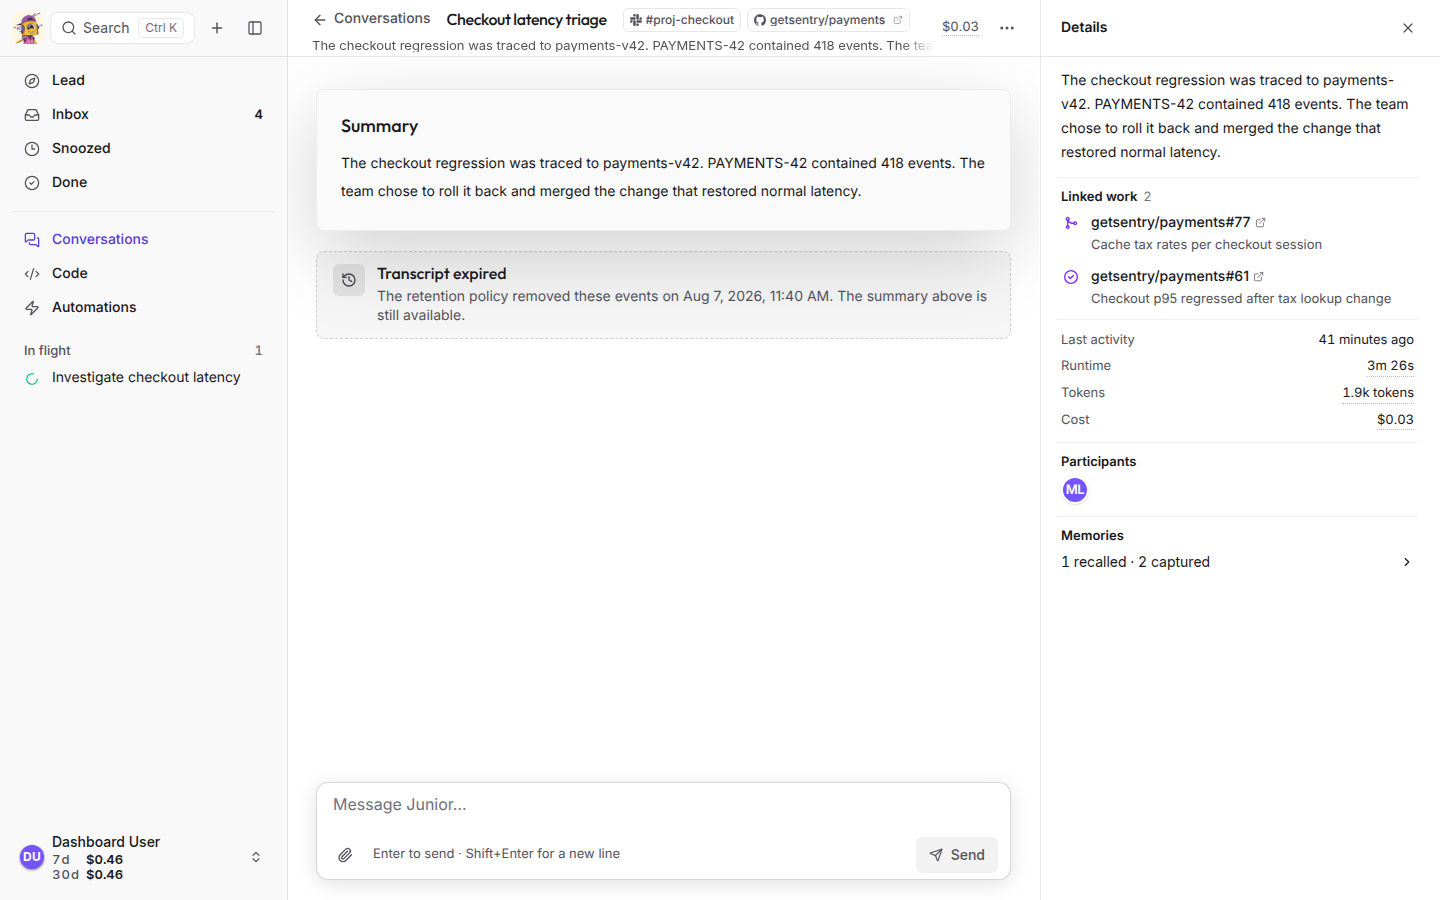 Search Ctrl K
Lead
Inbox 4
Snoozed
Done
Conversations
Code
Automations
In flight 1
Investigate checkout latency
DU
Dashboard User
7d $0.46
30d $0.46
Conversations Checkout latency triage #proj-checkout getsentry/payments $0.03
The checkout regression was traced to payments-v42. PAYMENTS-42 contained 418 events. The tea
Summary
The checkout regression was traced to payments-v42. PAYMENTS-42 contained 418 events. The
team chose to roll it back and merged the change that restored normal latency.
Transcript expired
The retention policy removed these events on Aug 7, 2026, 11:40 AM. The summary above is
still available.
Message Junior...
Enter to send · Shift+Enter for a new line
Send
Details
The checkout regression was traced to payments-
v42. PAYMENTS-42 contained 418 events. The team
chose to roll it back and merged the change that
restored normal latency.
Linked work 2
getsentry/payments#77
Cache tax rates per checkout session
getsentry/payments#61
Checkout p95 regressed after tax lookup change
Last activity 41 minutes ago
Runtime 3m 26s
Tokens 1.9k tokens
Cost $0.03
Participants
ML
Memories
1 recalled · 2 captured